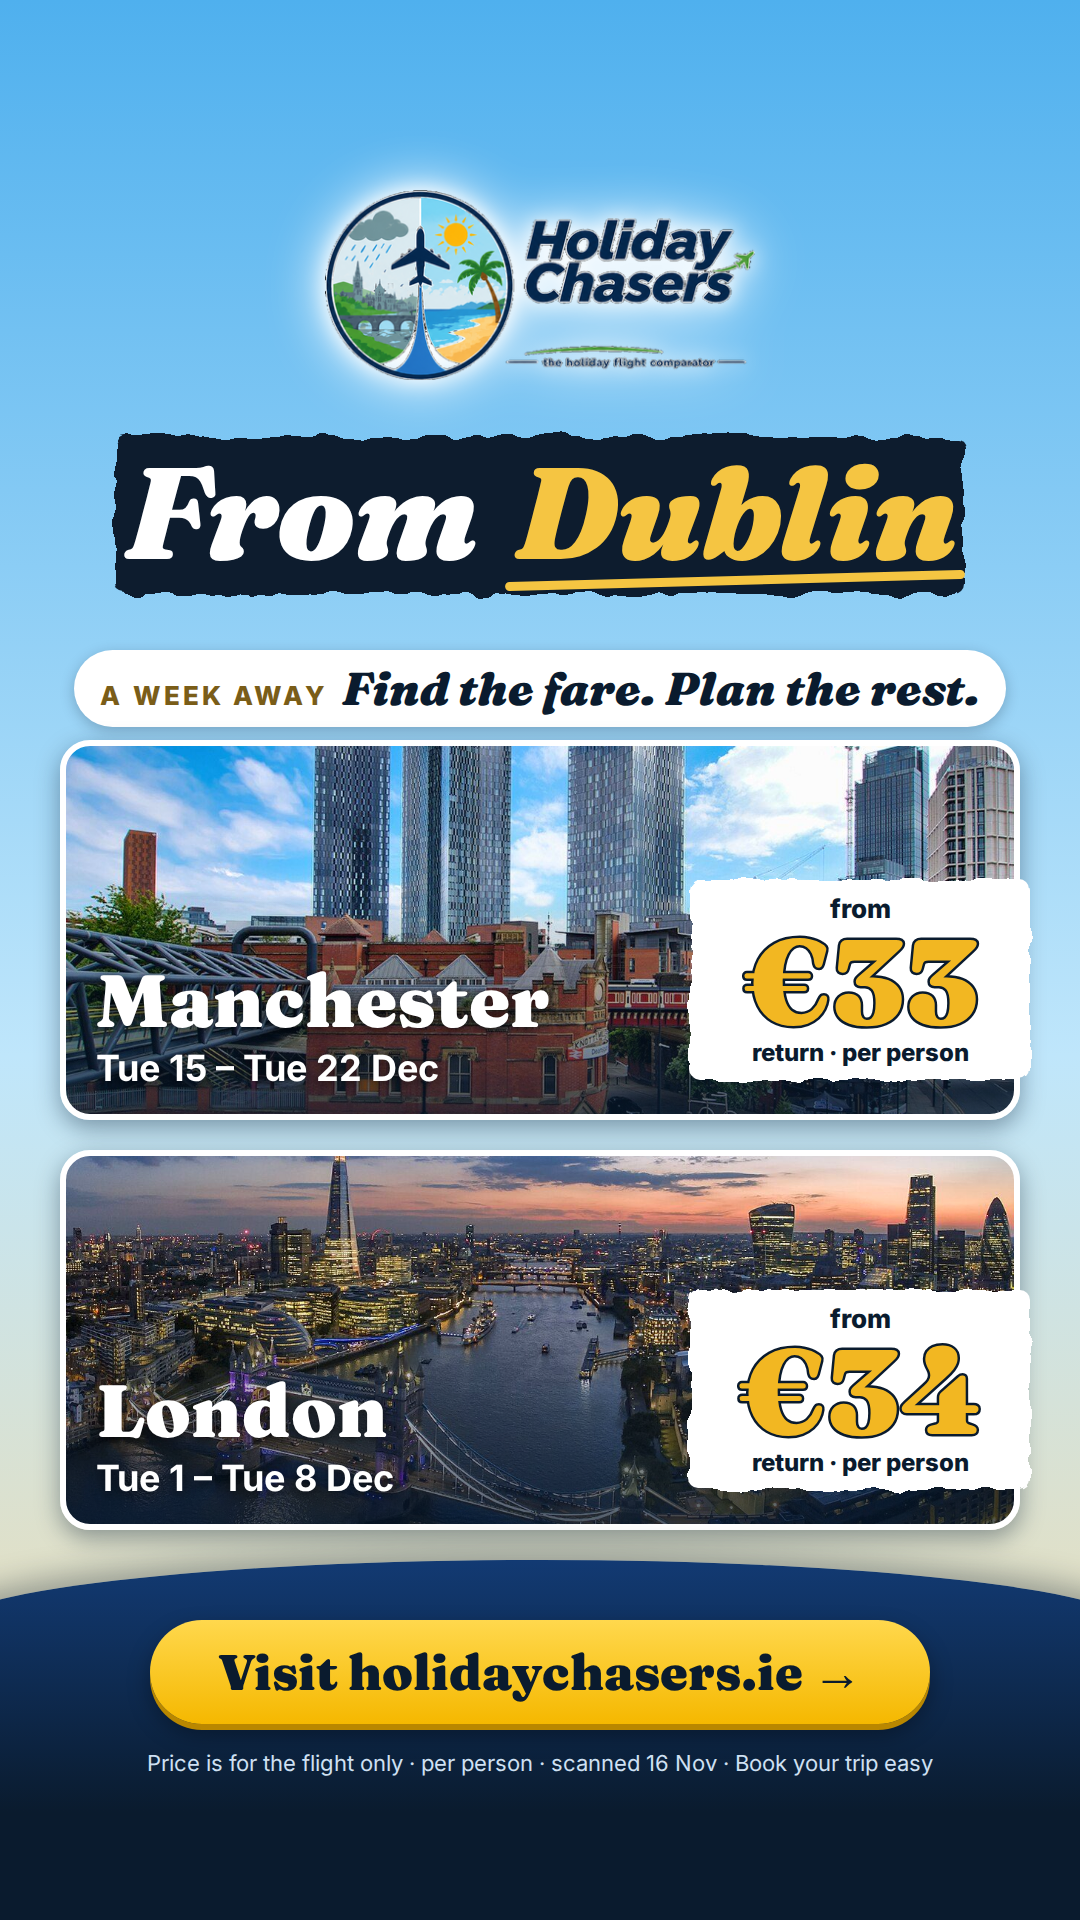 Holiday
Chasers
the holiday flight comparator
From Dublin
A WEEK AWAY Find the fare. Plan the rest.
from
€33
return · per person
Manchester
Tue 15 – Tue 22 Dec
from
€34
return · per person
London
Tue 1 – Tue 8 Dec
Visit holidaychasers.ie →
Price is for the flight only · per person · scanned 16 Nov · Book your trip easy